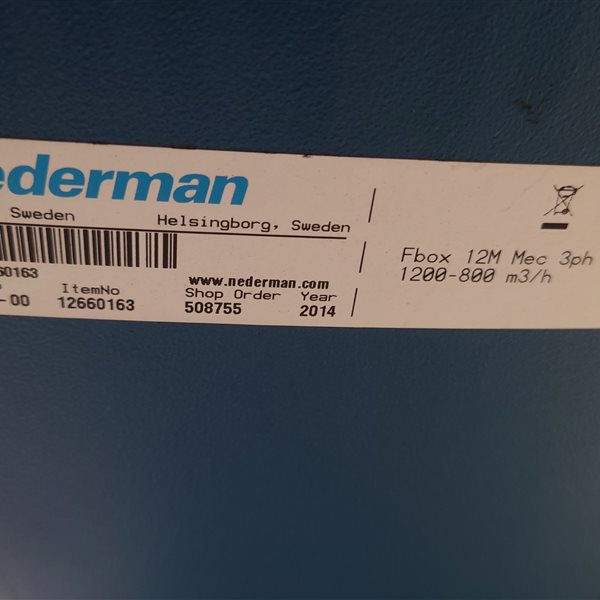 ederman
Sweden
Helsingborg, Sweden
60163
www.nederman.com
ItemNo
Shop Order
Year
-00
12660163
508755
2014
Fbox 12M Mec 3ph
1200-800 m3/h